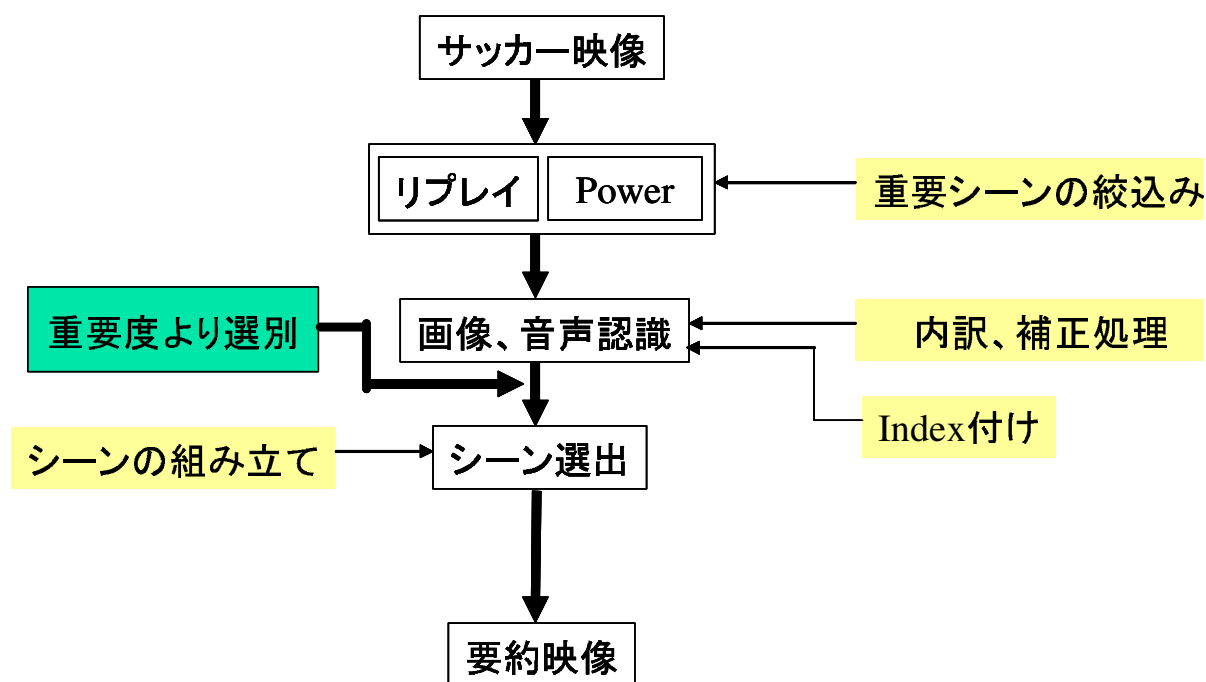 サッカー映像
リプレイ
Power
重要シーンの絞込み
重要度より選別
画像、音声認識
内訳、補正処理
Index付け
シーンの組み立て
シーン選出
要約映像